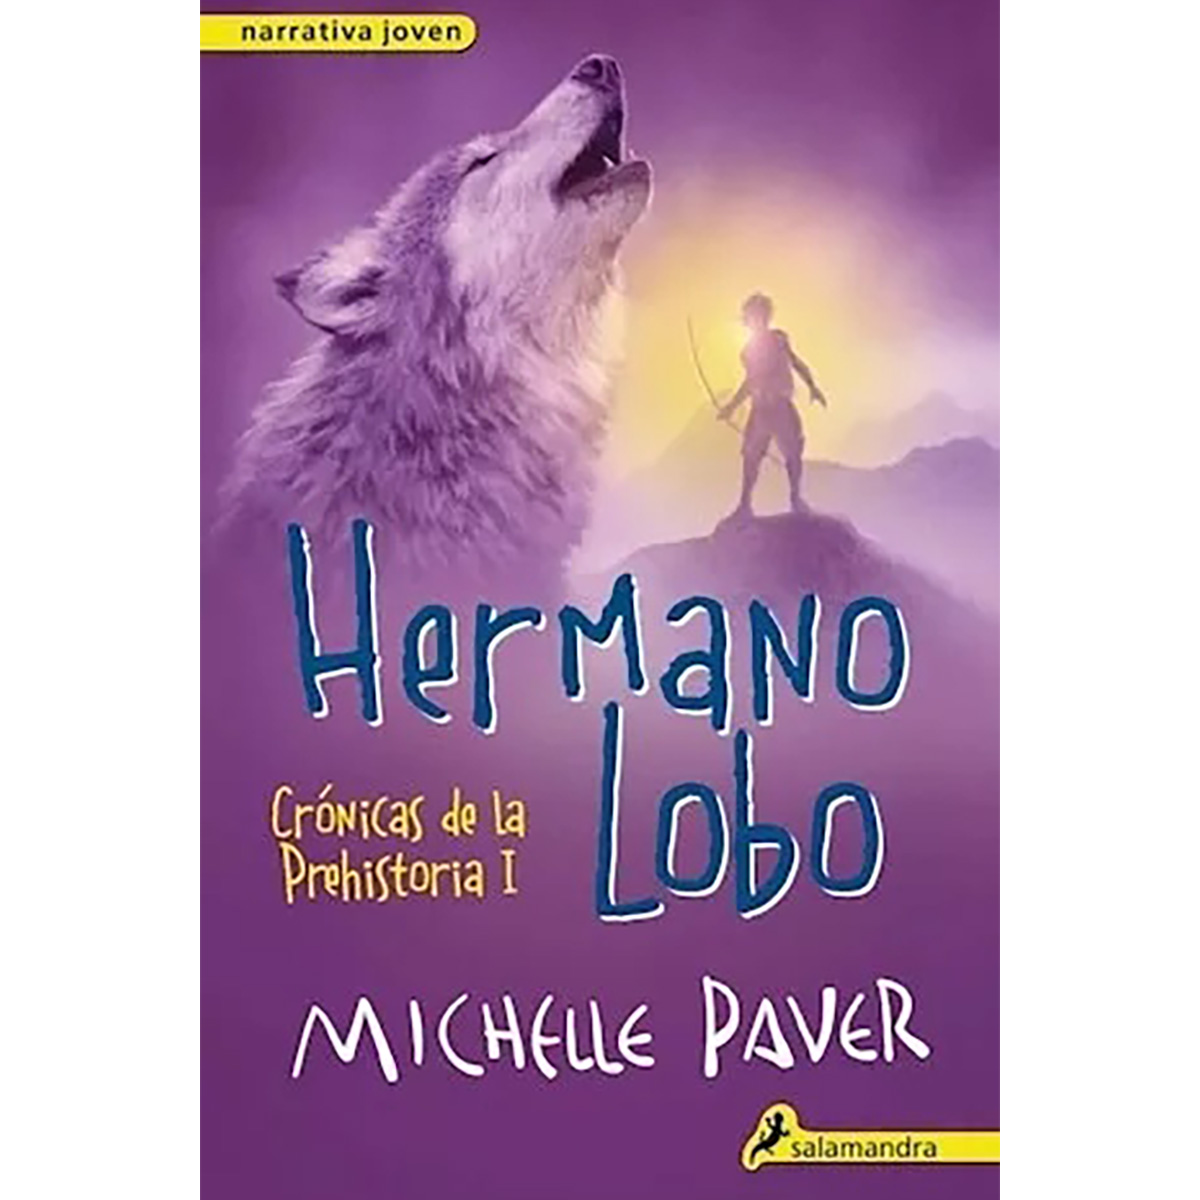 narrativa joven
Hermano
Lobo
Crónicas de la
Prehistoria I
Michelle Paver
salamandra